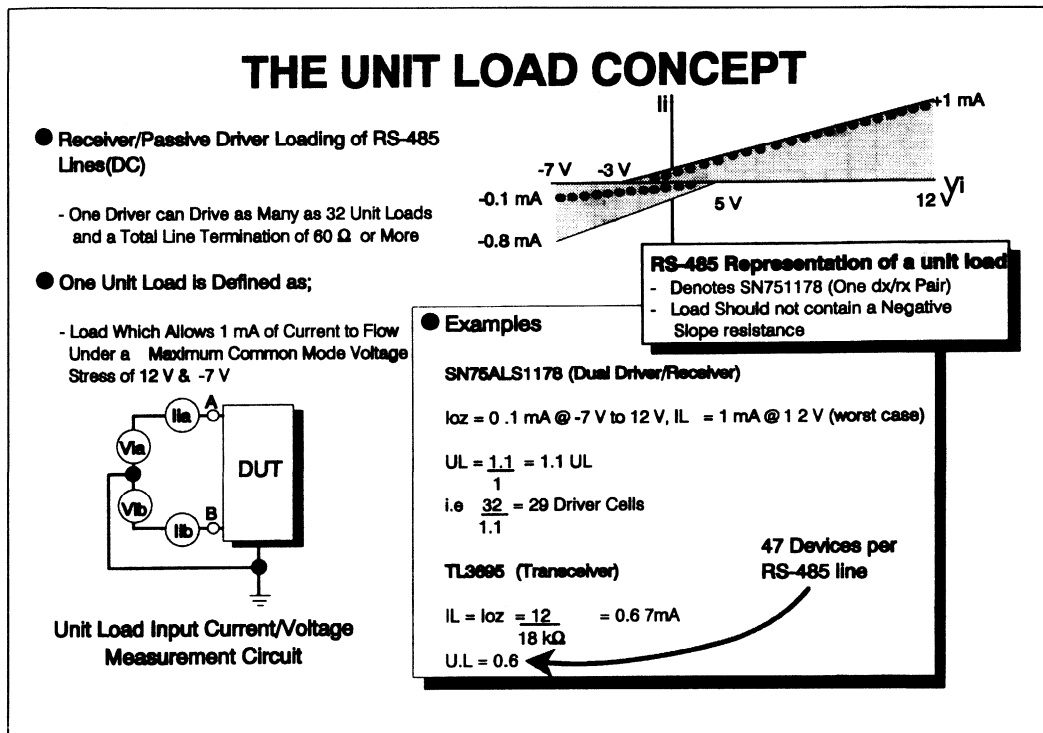 THE UNIT LOAD CONCEPT
● Receiver/Passive Driver Loading of RS-485
Lines(DC)
- One Driver can Drive as Many as 32 Unit Loads
and a Total Line Termination of 60 Ω or More
● One Unit Load is Defined as;
- Load Which Allows 1 mA of Current to Flow
Under a Maximum Common Mode Voltage
Stress of 12 V & -7 V
Iia
A
Via
DUT
Vib
B
Iib
Unit Load Input Current/Voltage
Measurement Circuit
Ii
+1 mA
-7 V
-3 V
-0.1 mA
5 V
12 V
Vi
-0.8 mA
RS-485 Representation of a unit load
- Denotes SN751178 (One dx/rx Pair)
- Load Should not contain a Negative
Slope resistance
● Examples
SN75ALS1178 (Dual Driver/Receiver)
Ioz = 0 .1 mA @ -7 V to 12 V, IL = 1 mA @ 1 2 V (worst case)
UL = 1.1 = 1.1 UL
1
i.e 32 = 29 Driver Cells
1.1
47 Devices per
RS-485 line
TL3695 (Transceiver)
IL = Ioz = 12 = 0.6 7mA
18 kΩ
U.L = 0.6